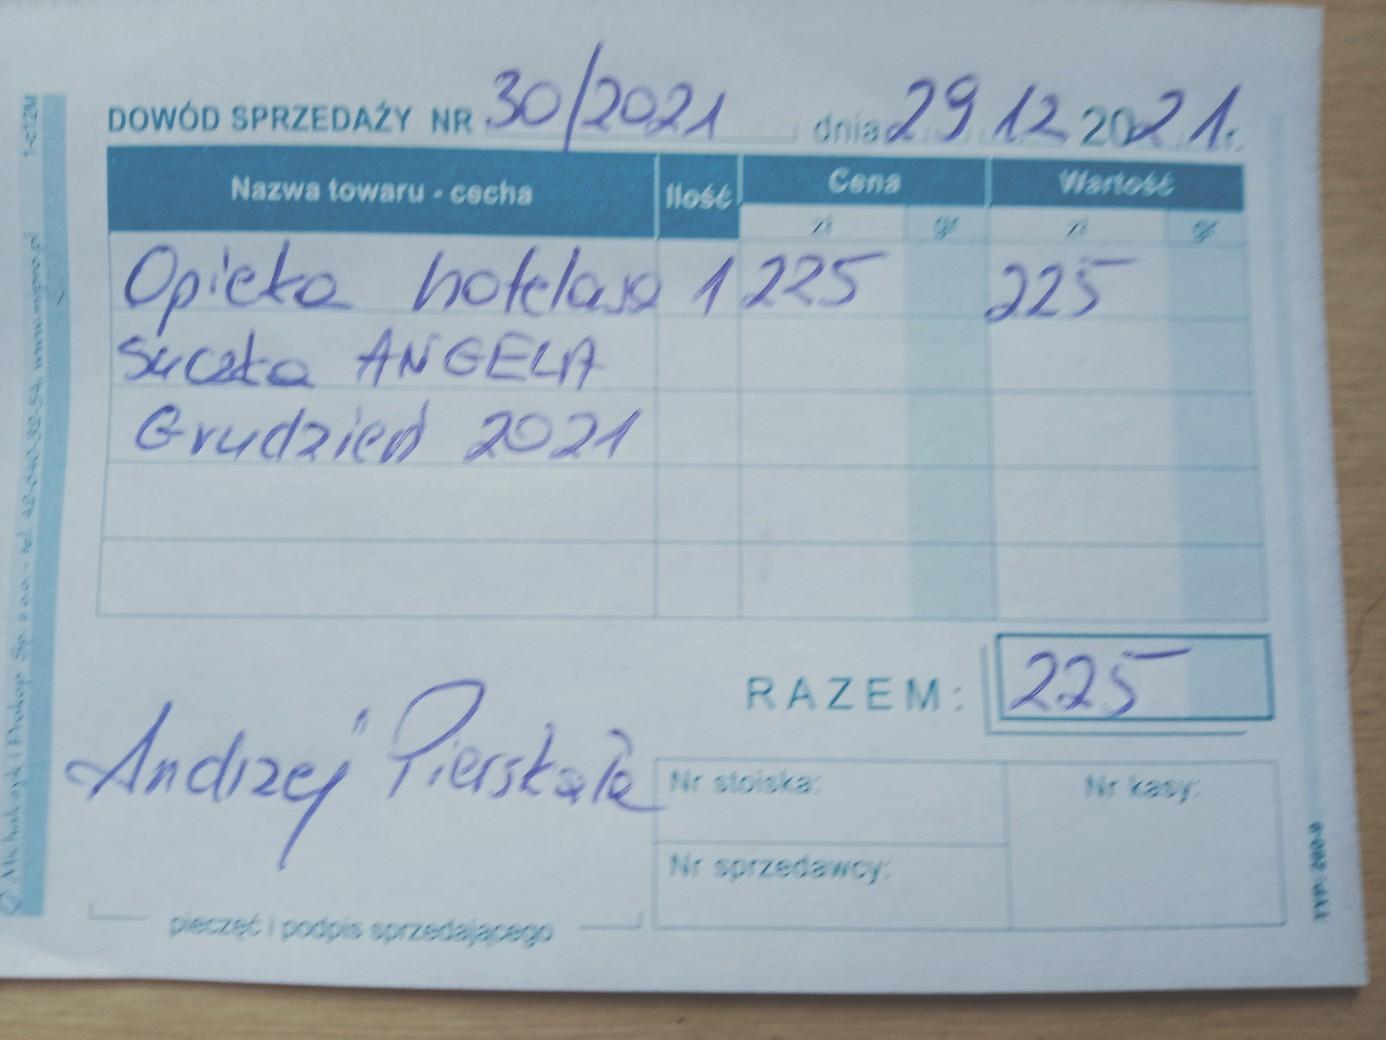 DOWÓD SPRZEDAŻY NR 30/2021 dnia 29 12 2021 r.
Nazwa towaru - cecha Ilość Cena Wartość
zł gr zł gr
Opieka 1 225 225
Suczka ANGELA
Grudzień 2021
RAZEM: 225
Andrzej Pierskała
Nr stoiska: Nr kasy:
Nr sprzedawcy:
pieczęć i podpis sprzedającego